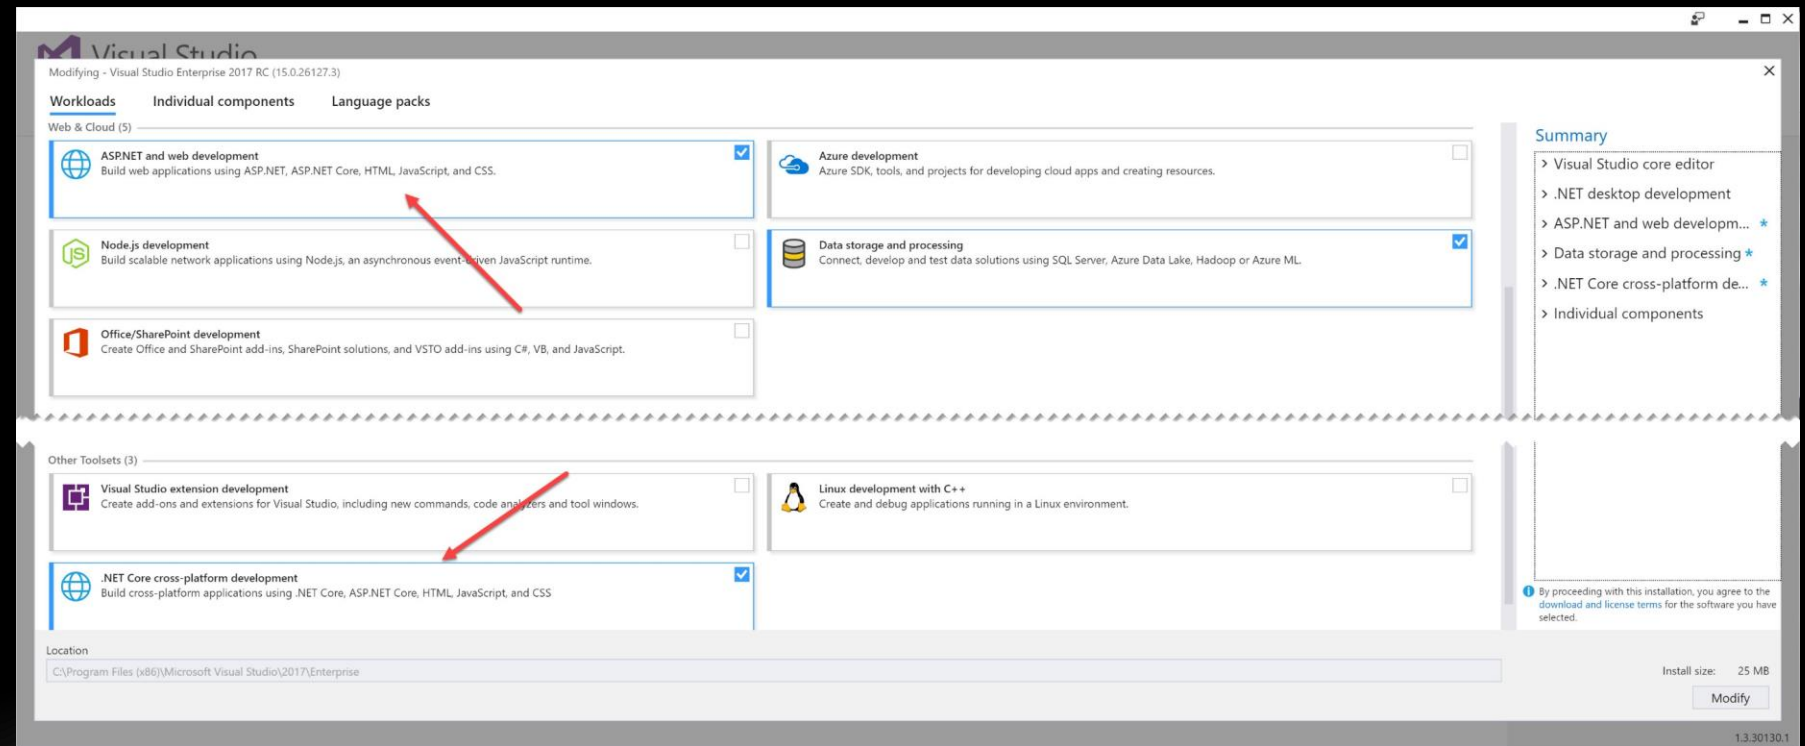 Visual Studio
Modifying - Visual Studio Enterprise 2017 RC (15.0.26127.3)
Workloads
Individual components
Language packs
Web & Cloud (5)
ASP.NET and web development
Build web applications using ASP.NET, ASP.NET Core, HTML, JavaScript, and CSS.
Azure development
Azure SDK, tools, and projects for developing cloud apps and creating resources.
Node.js development
Build scalable network applications using Node.js, an asynchronous event-driven JavaScript runtime.
Data storage and processing
Connect, develop and test data solutions using SQL Server, Azure Data Lake, Hadoop or Azure ML.
Office/SharePoint development
Create Office and SharePoint add-ins, SharePoint solutions, and VSTO add-ins using C#, VB, and JavaScript.
Other Toolsets (3)
Visual Studio extension development
Create add-ons and extensions for Visual Studio, including new commands, code analyzers and tool windows.
Linux development with C++
Create and debug applications running in a Linux environment.
.NET Core cross-platform development
Build cross-platform applications using .NET Core, ASP.NET Core, HTML, JavaScript, and CSS
Summary
> Visual Studio core editor
> .NET desktop development
> ASP.NET and web developm... *
> Data storage and processing *
> .NET Core cross-platform de... *
> Individual components
By proceeding with this installation, you agree to the
download and license terms for the software you have
selected.
Location
C:\Program Files (x86)\Microsoft Visual Studio\2017\Enterprise
Install size: 25 MB
Modify
1.3.30130.1